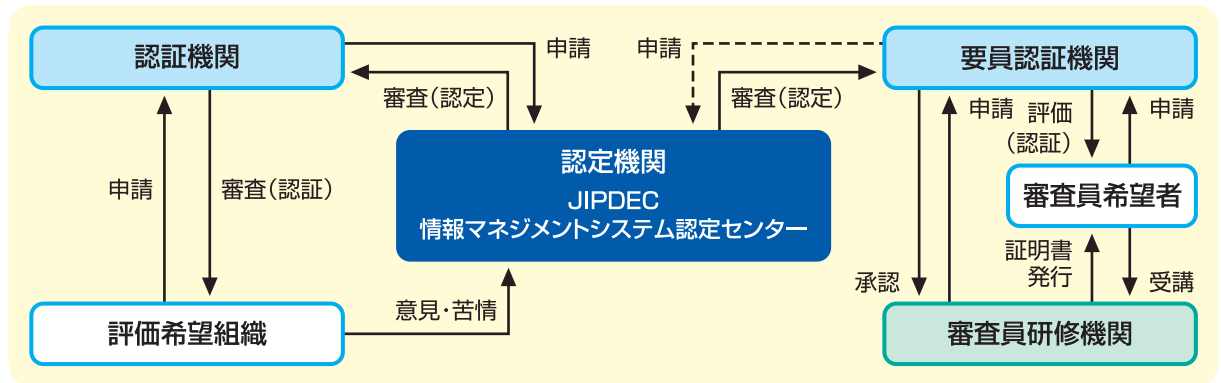 認証機関
申請
審査(認定)
申請
審査(認証)
評価希望組織
意見・苦情
認定機関
JIPDEC
情報マネジメントシステム認定センター
申請
審査(認定)
要員認証機関
申請
評価
(認証)
申請
審査員希望者
承認
証明書
発行
受講
審査員研修機関